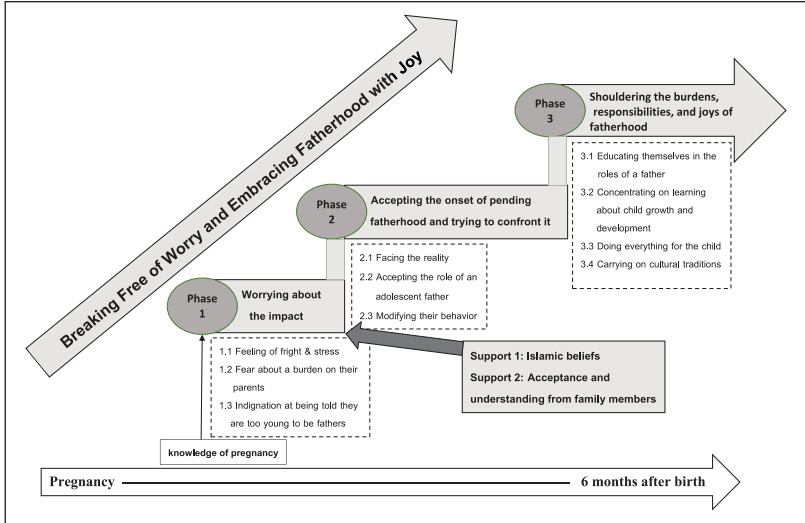 Breaking Free of Worry and Embracing Fatherhood with Joy
Phase
3
Shouldering the burdens,
responsibilities, and joys of
fatherhood
3.1 Educating themselves in the
roles of a father
3.2 Concentrating on learning
about child growth and
development
3.3 Doing everything for the child
3.4 Carrying on cultural traditions
Phase
2
Accepting the onset of pending
fatherhood and trying to confront it
2.1 Facing the reality
2.2 Accepting the role of an
adolescent father
2.3 Modifying their behavior
Phase
1
Worrying about
the impact
1.1 Feeling of fright & stress
1.2 Fear about a burden on their
parents
1.3 Indignation at being told they
are too young to be fathers
Support 1: Islamic beliefs
Support 2: Acceptance and
understanding from family members
knowledge of pregnancy
Pregnancy
6 months after birth